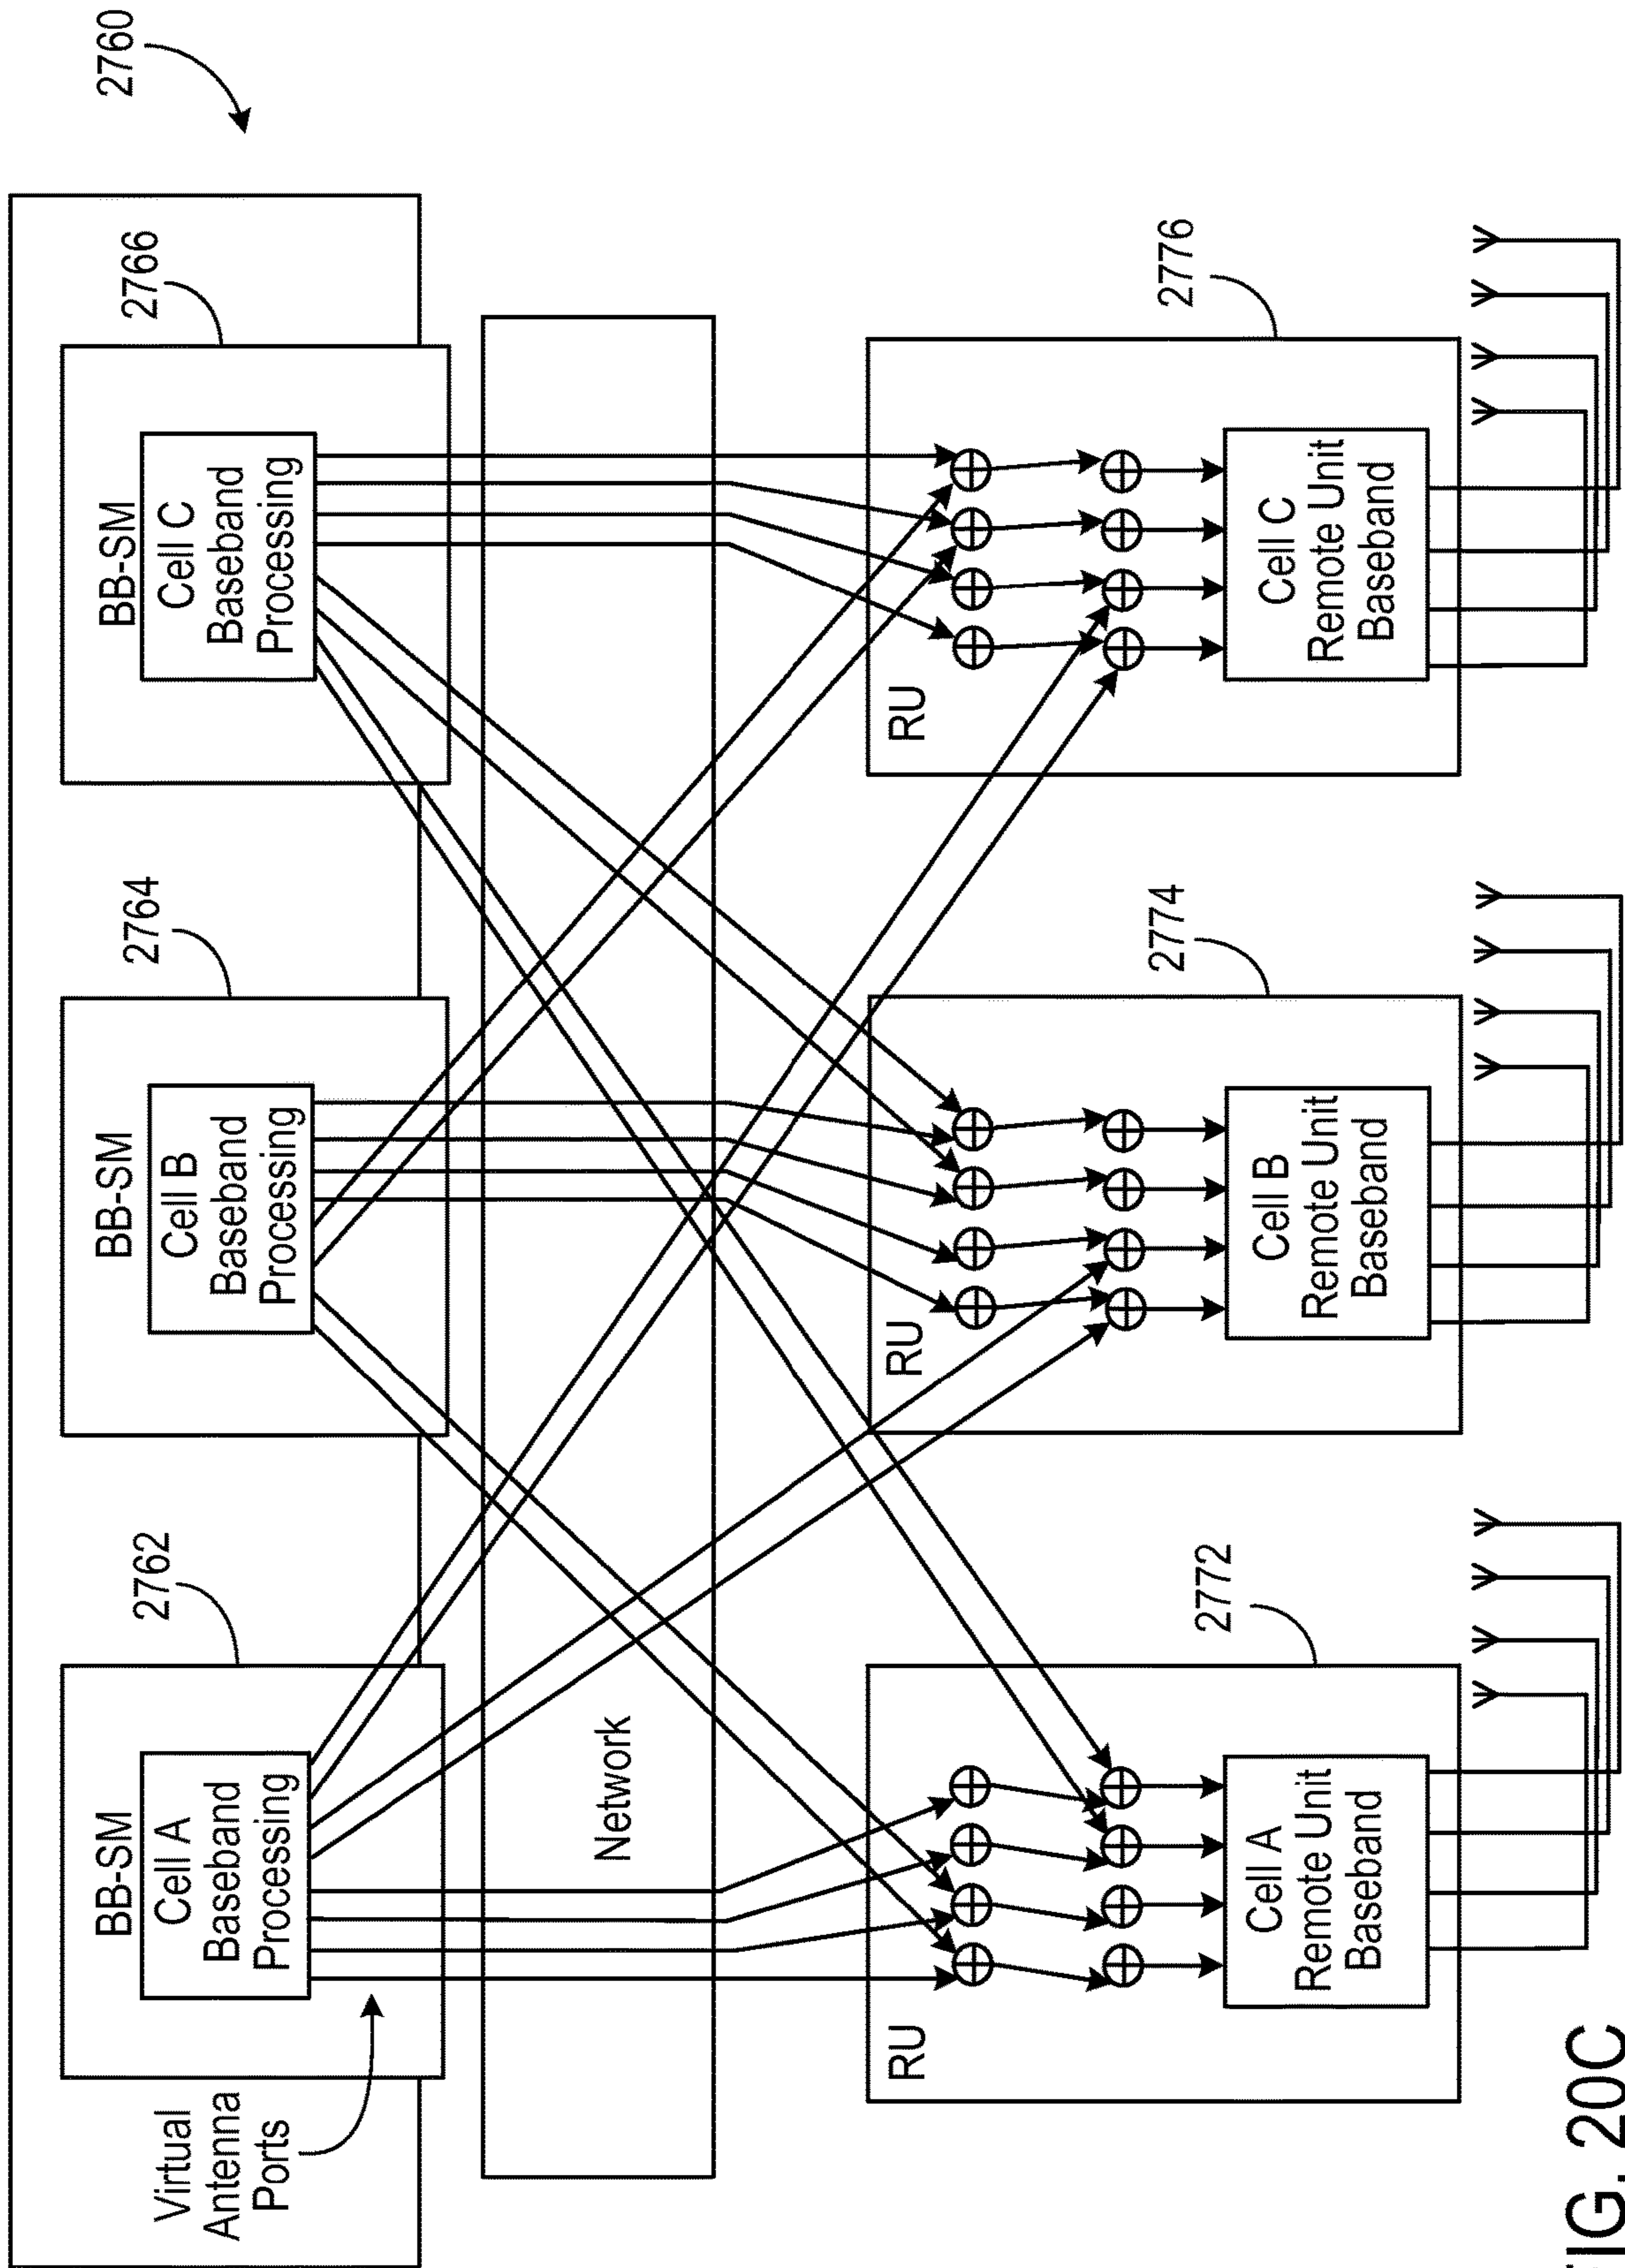 2760
2762
2764
2766
BB-SM
Cell A
Baseband
Processing
BB-SM
Cell B
Baseband
Processing
BB-SM
Cell C
Baseband
Processing
Virtual
Antenna
Ports
Network
2772
2774
2776
RU
Cell A
Remote Unit
Baseband
RU
Cell B
Remote Unit
Baseband
RU
Cell C
Remote Unit
Baseband
FIG. 20C